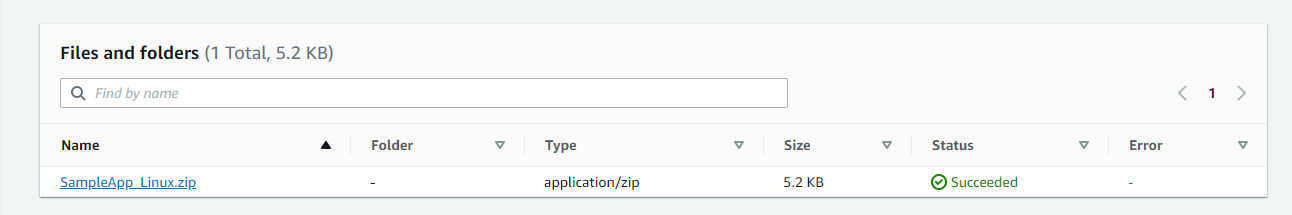 Files and folders (1 Total, 5.2 KB)
Find by name
1
Name Folder Type Size Status Error
SampleApp_Linux.zip - application/zip 5.2 KB Succeeded -